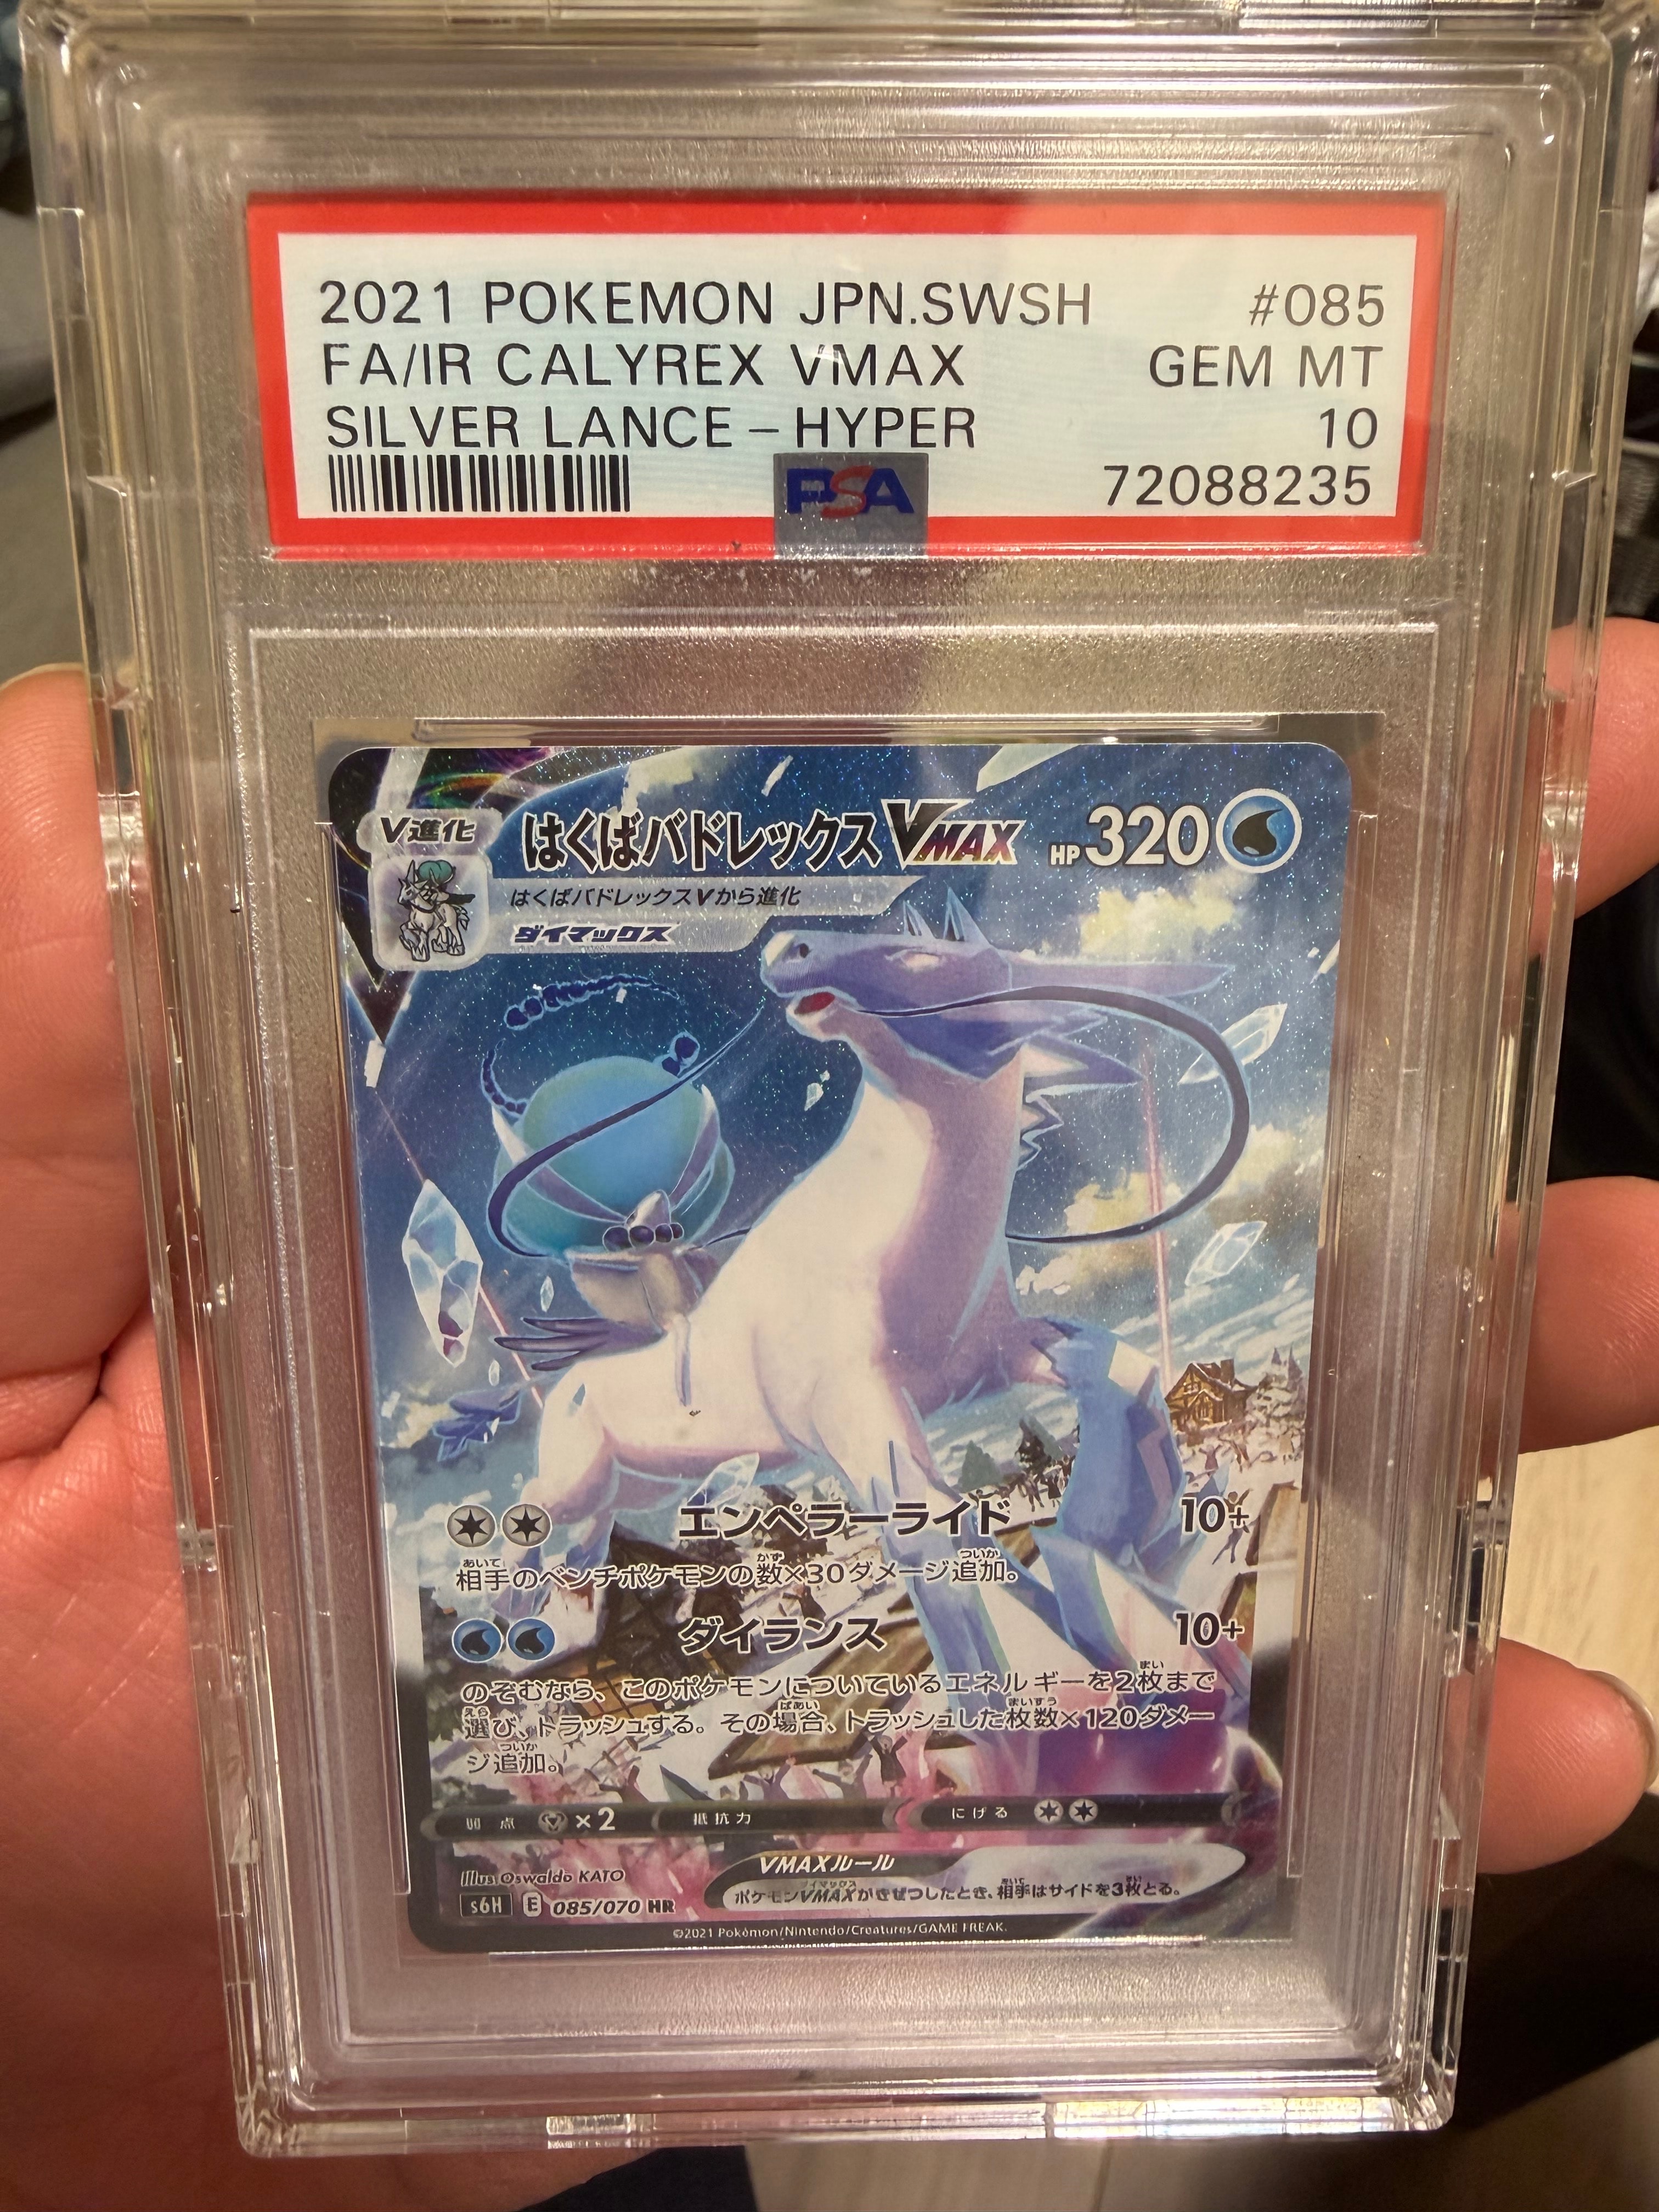 2021 POKEMON JPN.SWSH #085
FA/IR CALYREX VMAX GEM MT
SILVER LANCE - HYPER 10
PSA 72088235
V進化 はくばバドレックスVMAX HP320
はくばバドレックスVから進化
ダイマックス
エンペラーライド 10+
相手のベンチポケモンの数×30ダメージ追加。
ダイランス 10+
のぞむなら、このポケモンについているエネルギーを2枚まで
選び、トラッシュする。その場合、トラッシュした枚数×120ダメー
ジ追加。
弱点 ×2 抵抗力 にげる
Illus. Oswaldo KATO VMAXルール
s6H E 085/070 HR ポケモンVMAXがきぜつしたとき、相手はサイドを3枚とる。
©2021 Pokémon/Nintendo/Creatures/GAME FREAK.